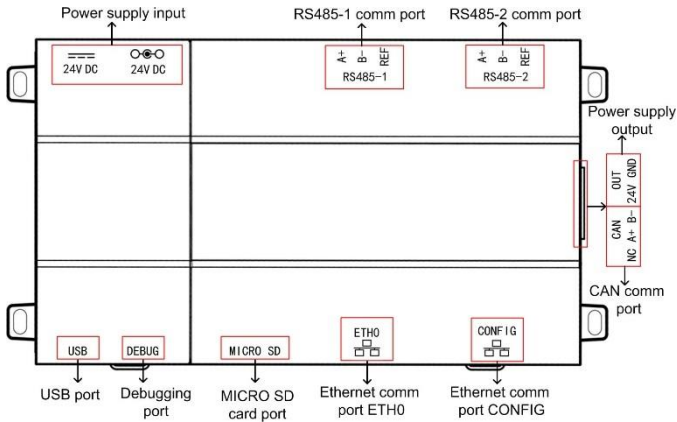 Power supply input
RS485-1 comm port
RS485-2 comm port
24V DC
24V DC
A+
B-
REF
RS485-1
A+
B-
REF
RS485-2
Power supply
output
OUT
24V GND
CAN
NC A+ B-
CAN comm
port
USB
DEBUG
MICRO SD
ETH0
CONFIG
USB port
Debugging
port
MICRO SD
card port
Ethernet comm
port ETH0
Ethernet comm
port CONFIG